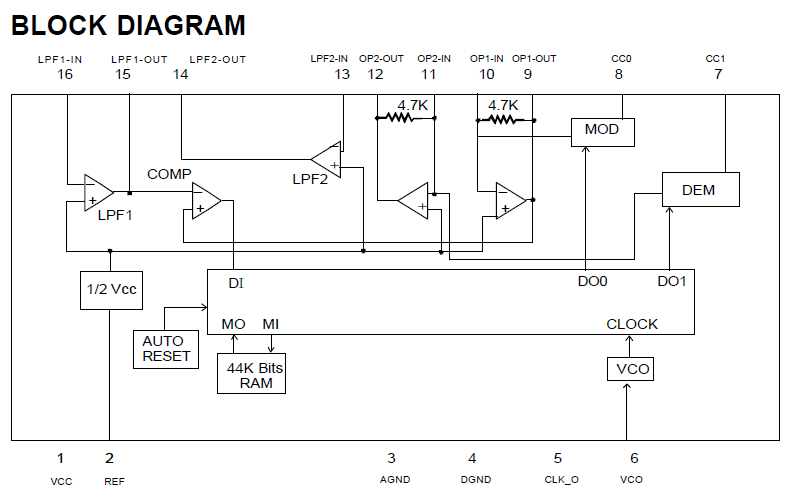 BLOCK DIAGRAM
LPF1-IN LPF1-OUT LPF2-OUT LPF2-IN OP2-OUT OP2-IN OP1-IN OP1-OUT CC0 CC1
16 15 14 13 12 11 10 9 8 7
4.7K 4.7K
MOD
−
+
LPF2
COMP
DEM
−
+
LPF1
−
+
−
+
−
+
1/2 Vcc
DI DO0 DO1
MO MI CLOCK
AUTO
RESET
44K Bits
RAM
VCO
1 2 3 4 5 6
VCC REF AGND DGND CLK_O VCO